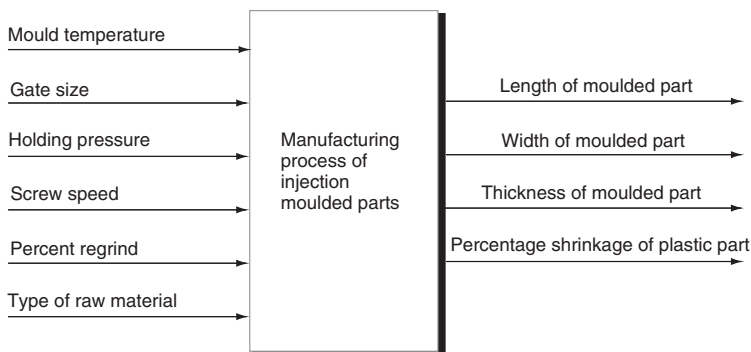 Mould temperature
Gate size
Holding pressure
Screw speed
Percent regrind
Type of raw material
Manufacturing
process of
injection
moulded parts
Length of moulded part
Width of moulded part
Thickness of moulded part
Percentage shrinkage of plastic part